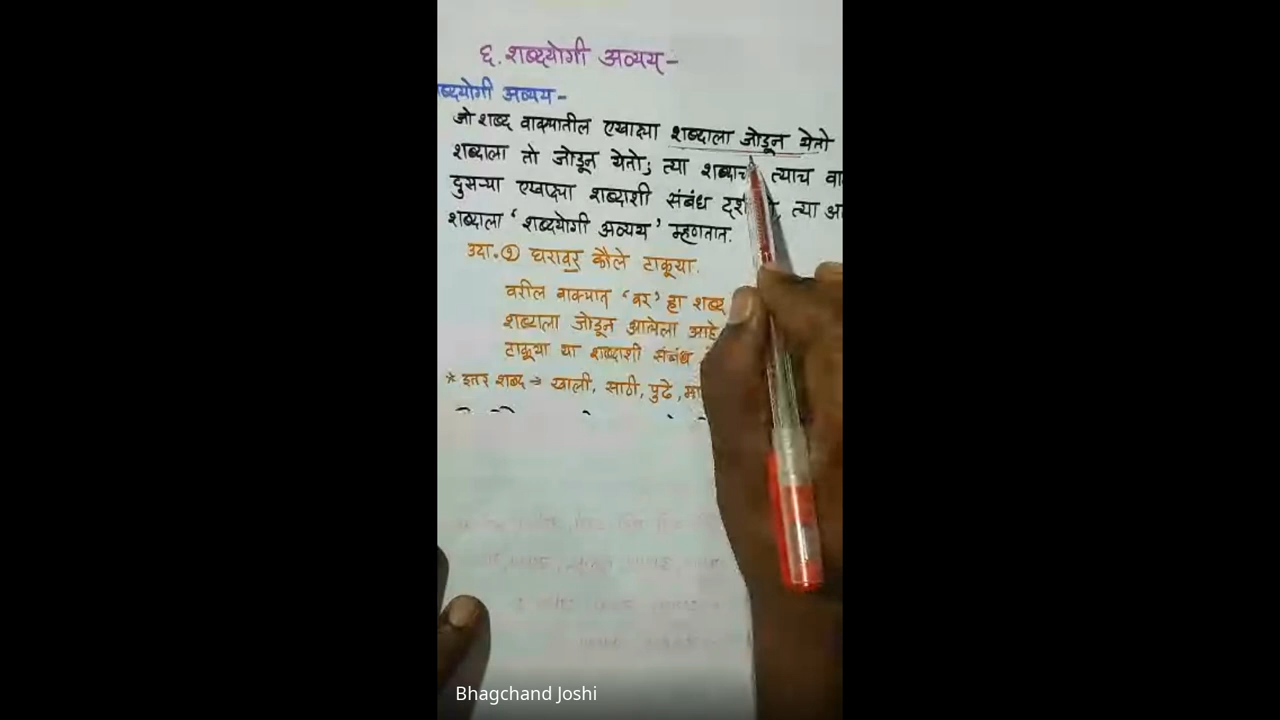 ६. शब्दयोगी अव्यय-
शब्दयोगी अव्यय-
जो शब्द वाक्यातील एखाद्या शब्दाला जोडून येतो
शब्दाला तो जोडून येतो; त्या शब्दाचा त्याच
दुसऱ्या एखाद्या शब्दाशी संबंध त्या
शब्दाला ‘शब्दयोगी अव्यय’ म्हणतात.
उदा. ① घरावर कौले टाकूया.
वरील वाक्यात ‘वर’ हा शब्द
शब्दाला जोडून आलेला आहे
टाकूया या शब्दाशी संबंध
* इतर शब्द → खाली, साठी, पुढे,
Bhagchand Joshi